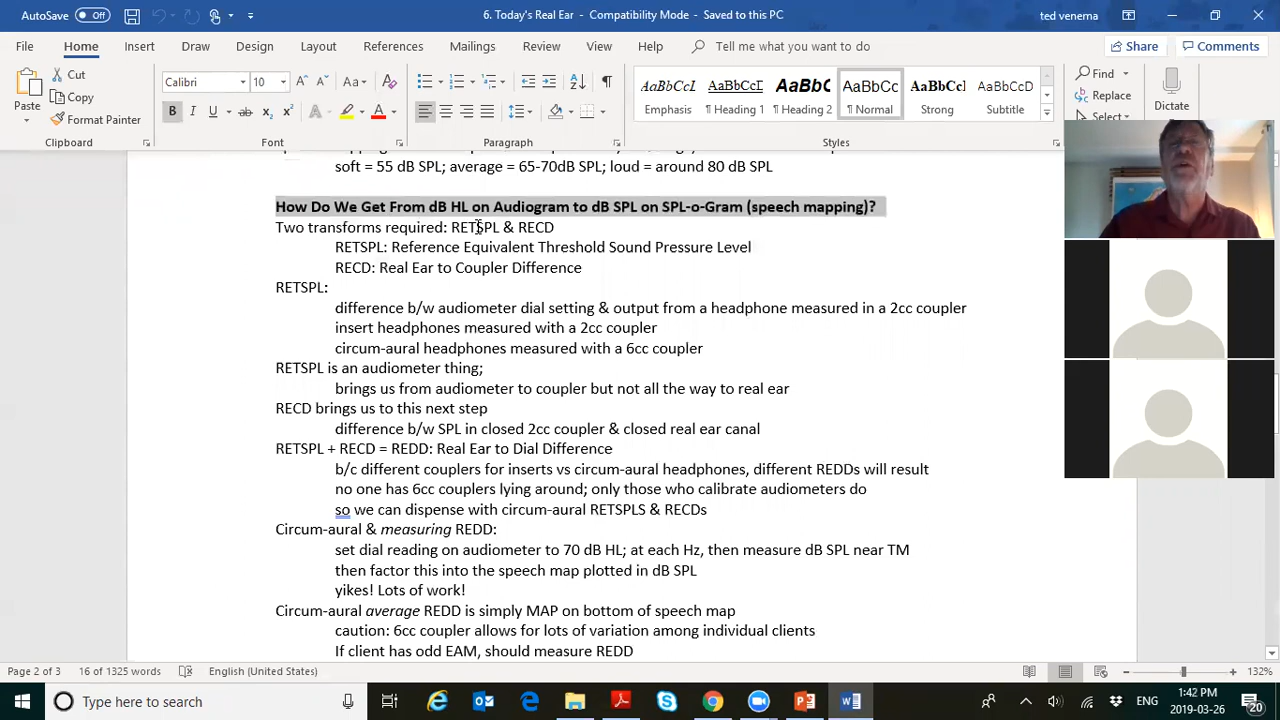 AutoSave Off 6. Today's Real Ear - Compatibility Mode - Saved to this PC ted venema
File Home Insert Draw Design Layout References Mailings Review View Help Tell me what you want to do Share Comments
Paste Cut Calibri 10 Aa AaBbCcI AaBbCcI AaBbC AaBbC AaBbCc AaBbCc AaBbCcD Find Dictate
Copy Replace
Format Painter B I U ab x₂ x² A A Emphasis ¶ Heading 1 ¶ Heading 2 ¶ Normal Strong Subtitle Select
Clipboard Font Paragraph Styles
soft = 55 dB SPL; average = 65-70dB SPL; loud = around 80 dB SPL
How Do We Get From dB HL on Audiogram to dB SPL on SPL-o-Gram (speech mapping)?
Two transforms required: RETSPL & RECD
RETSPL: Reference Equivalent Threshold Sound Pressure Level
RECD: Real Ear to Coupler Difference
RETSPL:
difference b/w audiometer dial setting & output from a headphone measured in a 2cc coupler
insert headphones measured with a 2cc coupler
circum-aural headphones measured with a 6cc coupler
RETSPL is an audiometer thing;
brings us from audiometer to coupler but not all the way to real ear
RECD brings us to this next step
difference b/w SPL in closed 2cc coupler & closed real ear canal
RETSPL + RECD = REDD: Real Ear to Dial Difference
b/c different couplers for inserts vs circum-aural headphones, different REDDs will result
no one has 6cc couplers lying around; only those who calibrate audiometers do
so we can dispense with circum-aural RETSPLS & RECDs
Circum-aural & measuring REDD:
set dial reading on audiometer to 70 dB HL; at each Hz, then measure dB SPL near TM
then factor this into the speech map plotted in dB SPL
yikes! Lots of work!
Circum-aural average REDD is simply MAP on bottom of speech map
caution: 6cc coupler allows for lots of variation among individual clients
If client has odd EAM, should measure REDD
Page 2 of 3 16 of 1325 words English (United States) 132%
Type here to search ENG 1:42 PM
2019-03-26 20